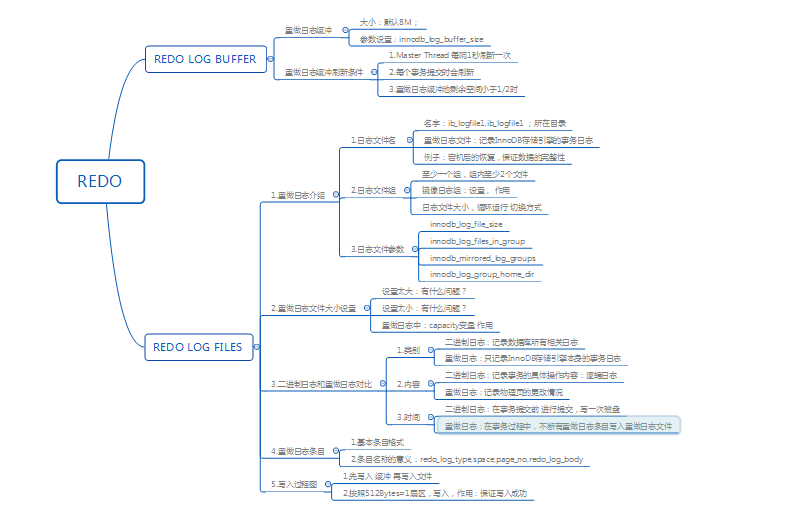 REDO
REDO LOG BUFFER
重做日志缓冲
大小：默认8M；
参数设置：innodb_log_buffer_size
重做日志缓冲刷新条件
1.Master Thread 每隔1秒刷新一次
2.每个事务提交时会刷新
3.重做日志缓冲池剩余空间小于1/2时
REDO LOG FILES
1.重做日志介绍
1.日志文件名
名字：ib_logfile1,ib_logfile1 ；所在目录
重做日志文件：记录InnoDB存储引擎的事务日志
例子：宕机后的恢复，保证数据的完整性
2.日志文件组
至少一个组，组内至少2个文件
镜像日志组：设置， 作用
日志文件大小，循环运行 切换方式
3.日志文件参数
innodb_log_file_size
innodb_log_files_in_group
innodb_mirrored_log_groups
innodb_log_group_home_dir
2.重做日志文件大小设置
设置太大：有什么问题？
设置太小：有什么问题？
重做日志中：capacity变量 作用
3.二进制日志和重做日志对比
1.类别
二进制日志：记录数据库所有相关日志
重做日志：只记录InnoDB存储引擎本身的事务日志
2.内容
二进制日志：记录事务的具体操作内容：逻辑日志
重做日志：记录物理页的更改情况
3.时间
二进制日志：在事务提交前 进行提交，写一次磁盘
重做日志：在事务过程中，不断有重做日志条目写入重做日志文件
4.重做日志条目
1.基本条目格式
2.条目名称的意义：redo_log_type,space,page_no,redo_log_body
5.写入过程图
1.先写入 缓冲 再写入文件
2.按照512Bytes=1扇区，写入，作用：保证写入成功